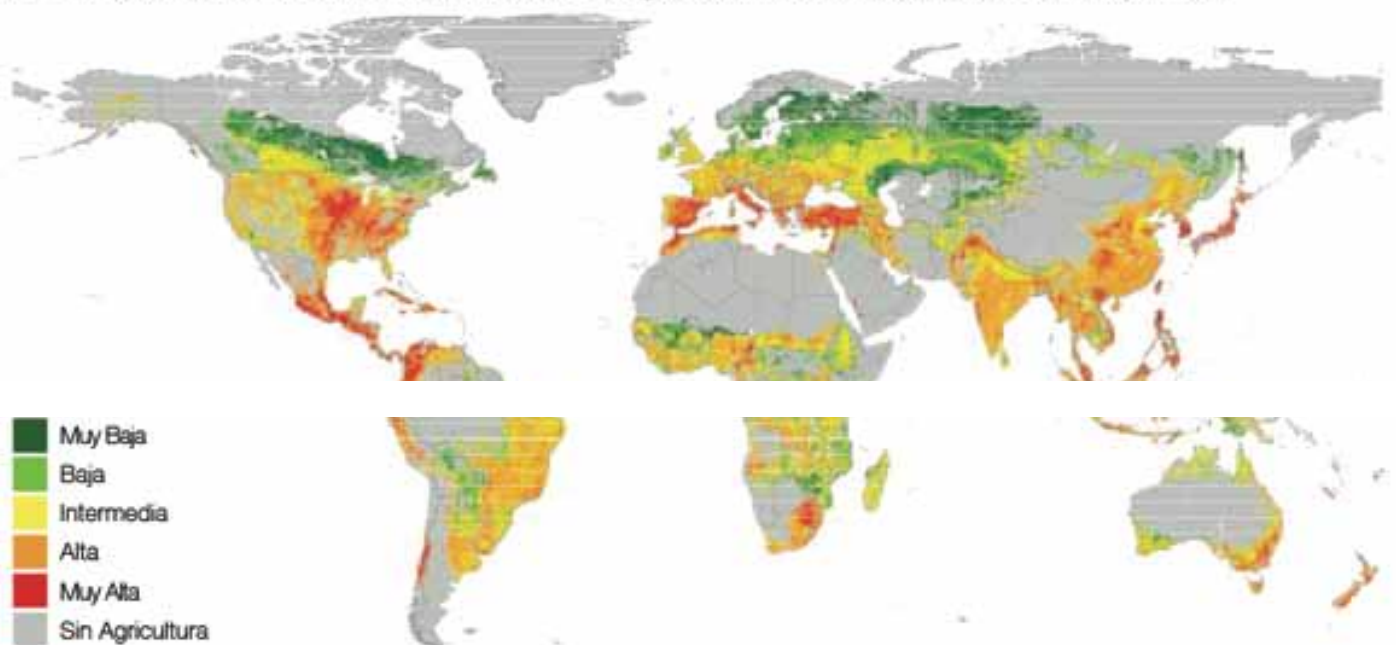 Muy Baja
Baja
Intermedia
Alta
Muy Alta
Sin Agricultura